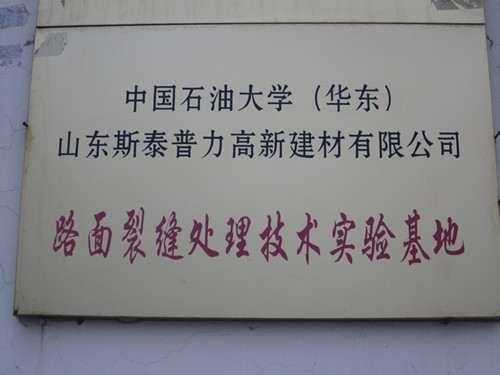 中国石油大学（华东）
山东斯泰普力高新建材有限公司
路面裂缝处理技术实验基地